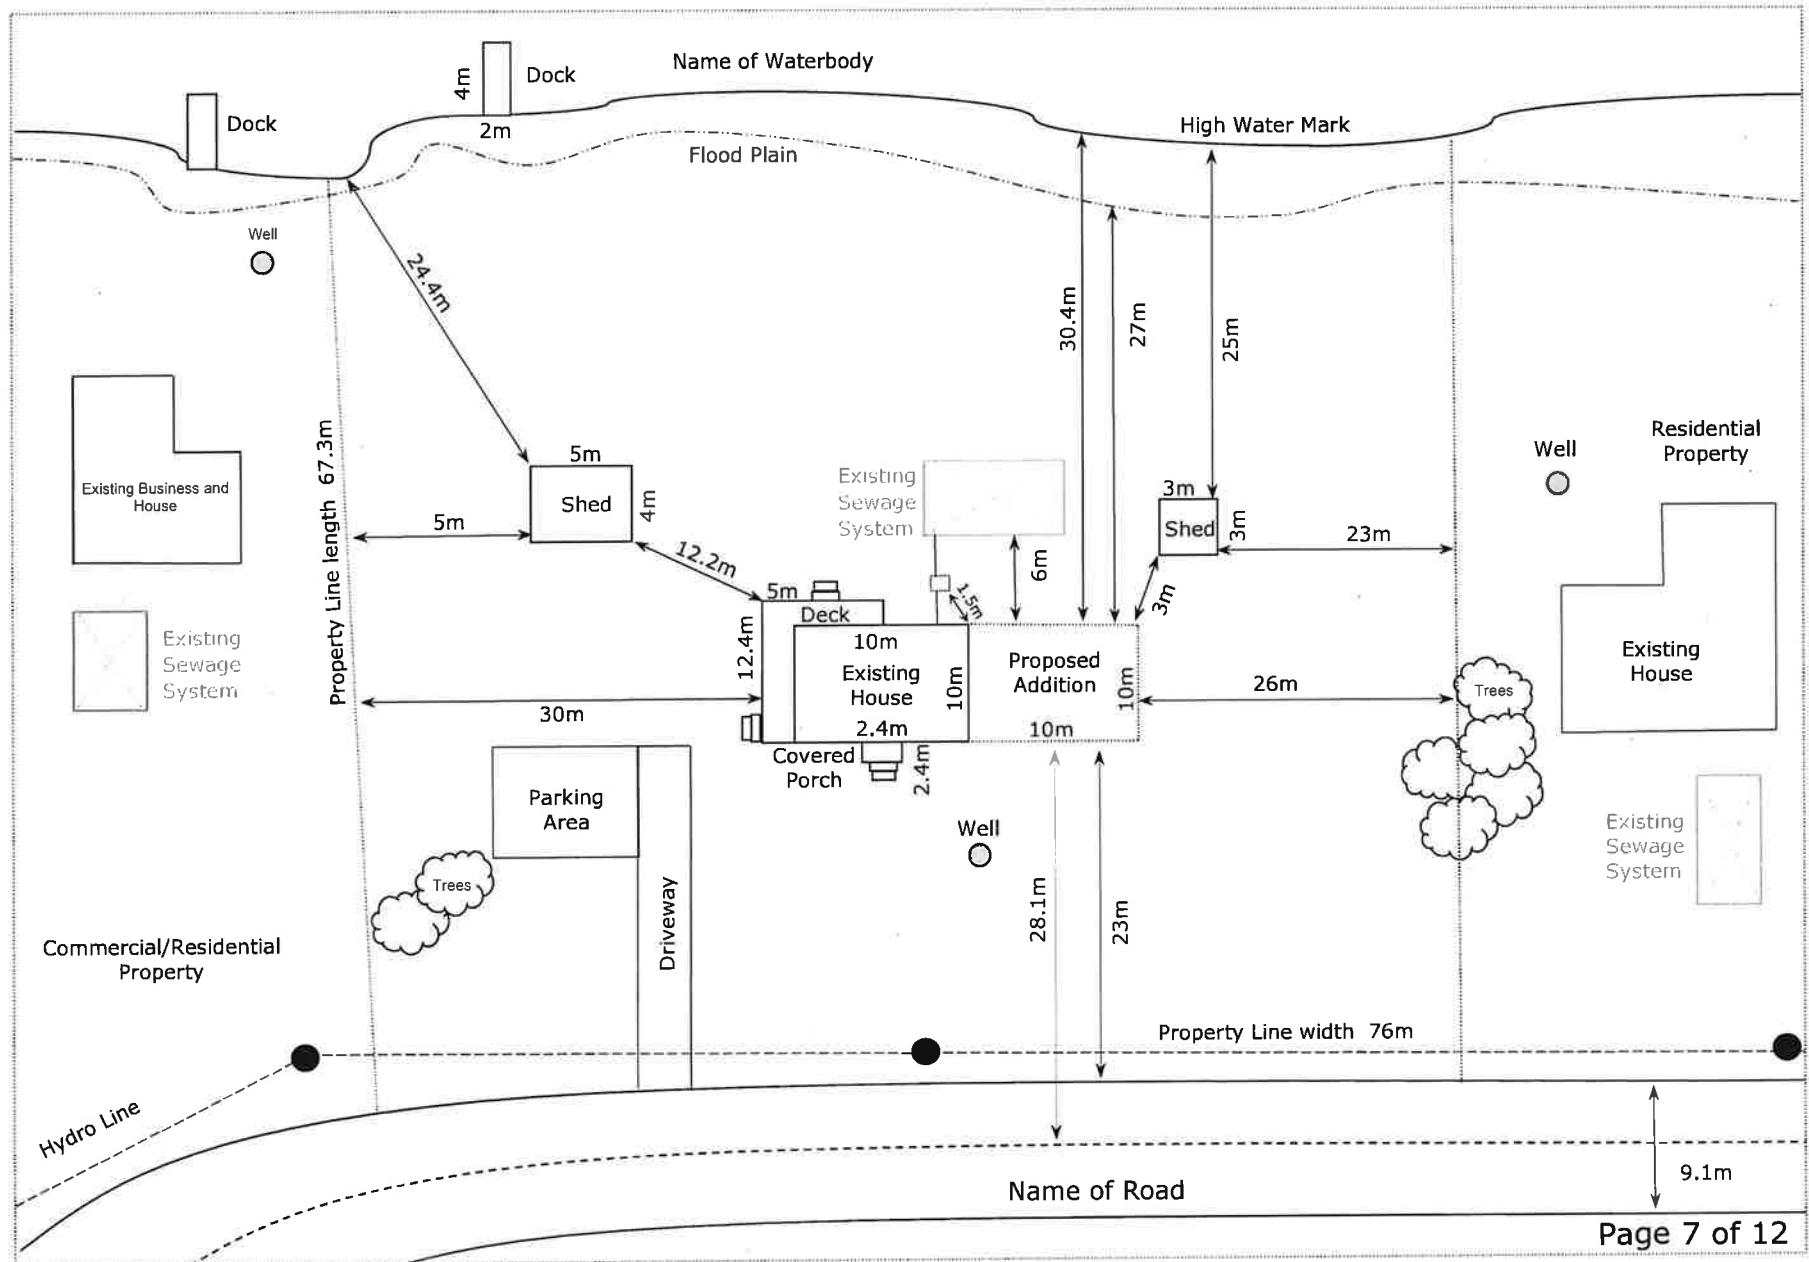 Name of Waterbody
Dock
4m
2m
Dock
High Water Mark
Flood Plain
Well
24.4m
30.4m
27m
25m
Property Line length 67.3m
Existing Business and
House
5m
Shed
4m
5m
12.2m
Existing
Sewage
System
6m
1.5m
3m
Shed
3m
3m
23m
Well
Residential
Property
Existing
Sewage
System
5m
Deck
12.4m
10m
Existing
House
10m
2.4m
Proposed
Addition
10m
10m
30m
26m
Trees
Existing
House
Covered
Porch
2.4m
Parking
Area
Well
Trees
Driveway
28.1m
23m
Existing
Sewage
System
Commercial/Residential
Property
Property Line width 76m
Hydro Line
Name of Road
9.1m
Page 7 of 12